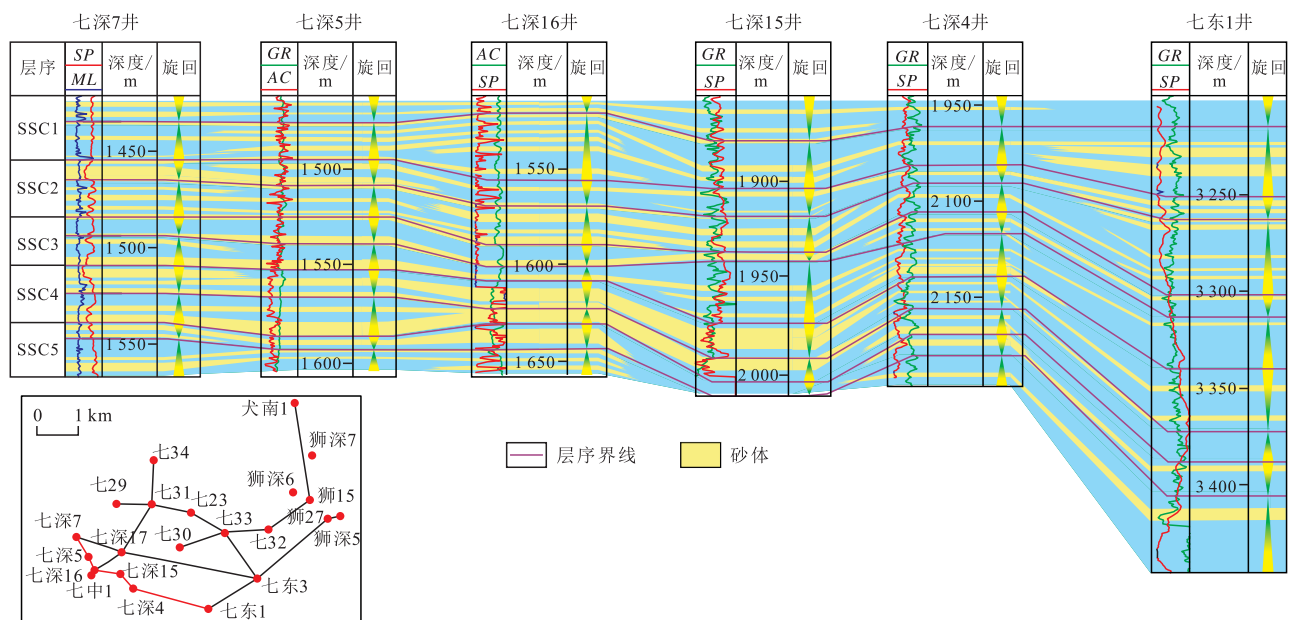 七深7井 七深5井 七深16井 七深15井 七深4井 七东1井
层序 SP ML 深度/m 旋回
GR AC 深度/m 旋回
AC SP 深度/m 旋回
GR SP 深度/m 旋回
GR SP 深度/m 旋回
GR SP 深度/m 旋回
SSC1
SSC2
SSC3
SSC4
SSC5
1 450
1 500
1 550
1 500
1 550
1 600
1 550
1 600
1 650
1 900
1 950
2 000
1 950
2 100
2 150
3 250
3 300
3 350
3 400
0 1 km
犬南1
狮深7
七34
狮深6
七29
七31
七23
狮15
七深7
七33
狮27
七深17
七30
七32
狮深5
七深5
七深16
七深15
七中1
七东3
七深4
七东1
层序界线
砂体